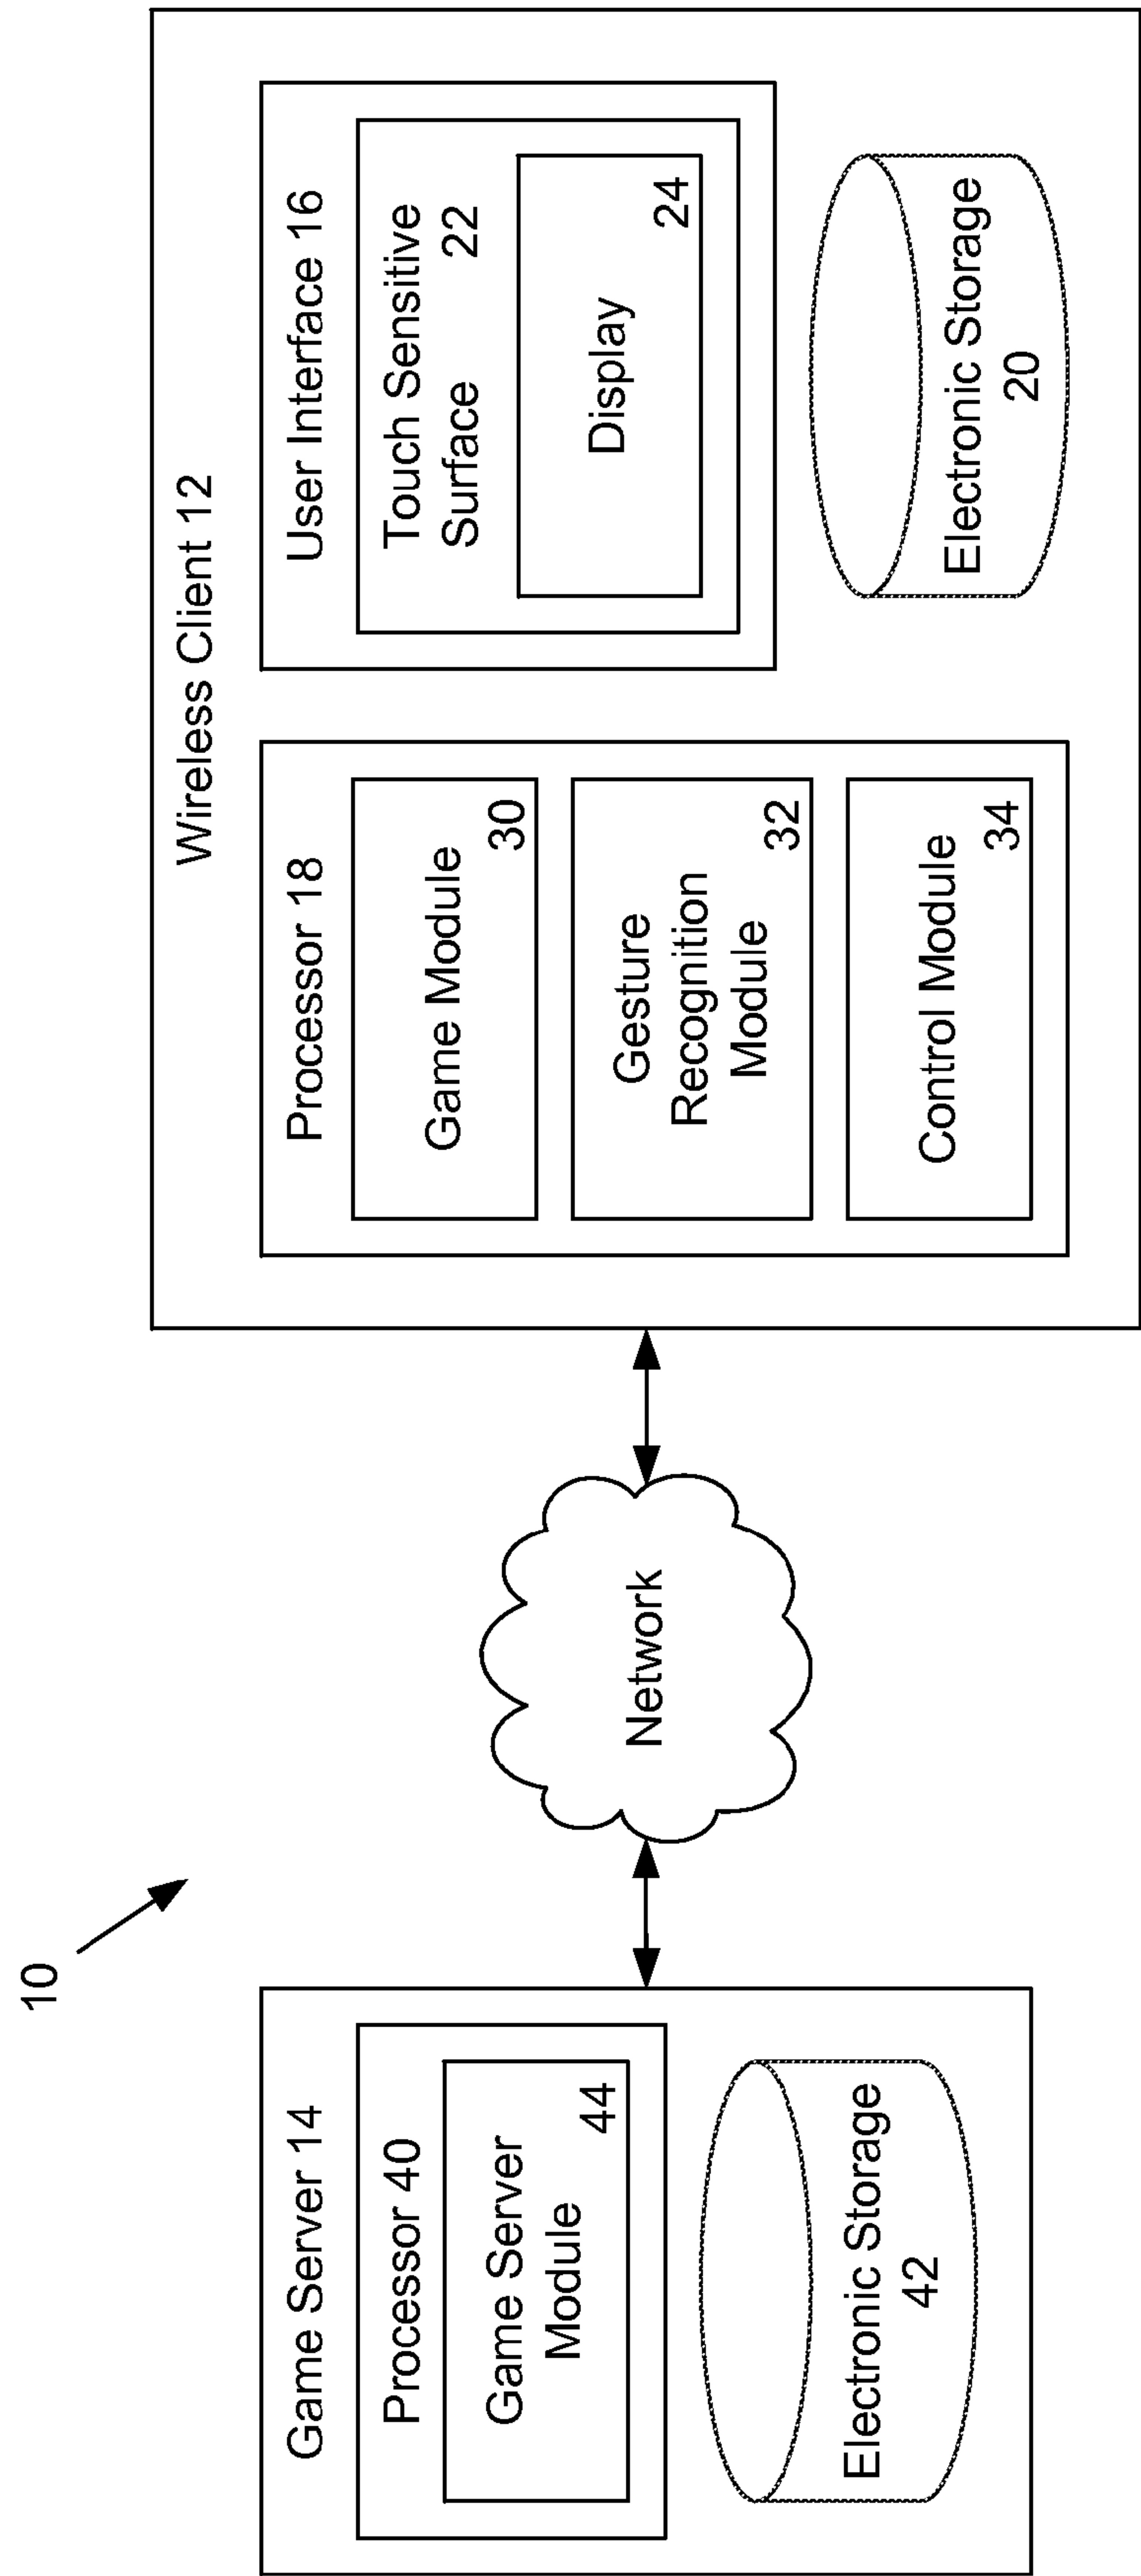 10
Game Server 14
Processor 40
Game Server
Module
44
Electronic Storage
42
Network
Wireless Client 12
Processor 18
Game Module
30
Gesture
Recognition
Module
32
Control Module
34
User Interface 16
Touch Sensitive
Surface 22
Display
24
Electronic Storage
20